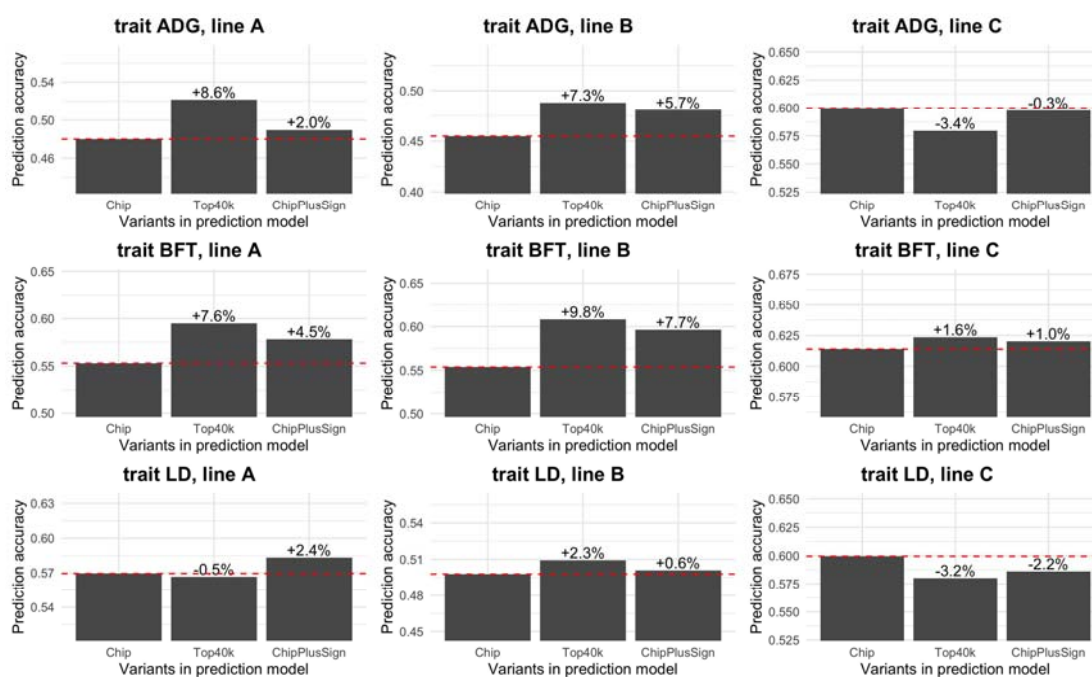 trait ADG, line A
Prediction accuracy
0.54
0.50
0.46
+8.6%
+2.0%
Chip Top40k ChipPlusSign
Variants in prediction model
trait ADG, line B
Prediction accuracy
0.50
0.45
0.40
+7.3%
+5.7%
Chip Top40k ChipPlusSign
Variants in prediction model
trait ADG, line C
Prediction accuracy
0.650
0.625
0.600
0.575
0.550
0.525
-3.4%
-0.3%
Chip Top40k ChipPlusSign
Variants in prediction model
trait BFT, line A
Prediction accuracy
0.65
0.60
0.55
0.50
+7.6%
+4.5%
Chip Top40k ChipPlusSign
Variants in prediction model
trait BFT, line B
Prediction accuracy
0.65
0.60
0.55
0.50
+9.8%
+7.7%
Chip Top40k ChipPlusSign
Variants in prediction model
trait BFT, line C
Prediction accuracy
0.675
0.650
0.625
0.600
0.575
+1.6%
+1.0%
Chip Top40k ChipPlusSign
Variants in prediction model
trait LD, line A
Prediction accuracy
0.63
0.60
0.57
0.54
-0.5%
+2.4%
Chip Top40k ChipPlusSign
Variants in prediction model
trait LD, line B
Prediction accuracy
0.54
0.51
0.48
0.45
+2.3%
+0.6%
Chip Top40k ChipPlusSign
Variants in prediction model
trait LD, line C
Prediction accuracy
0.650
0.625
0.600
0.575
0.550
0.525
-3.2%
-2.2%
Chip Top40k ChipPlusSign
Variants in prediction model